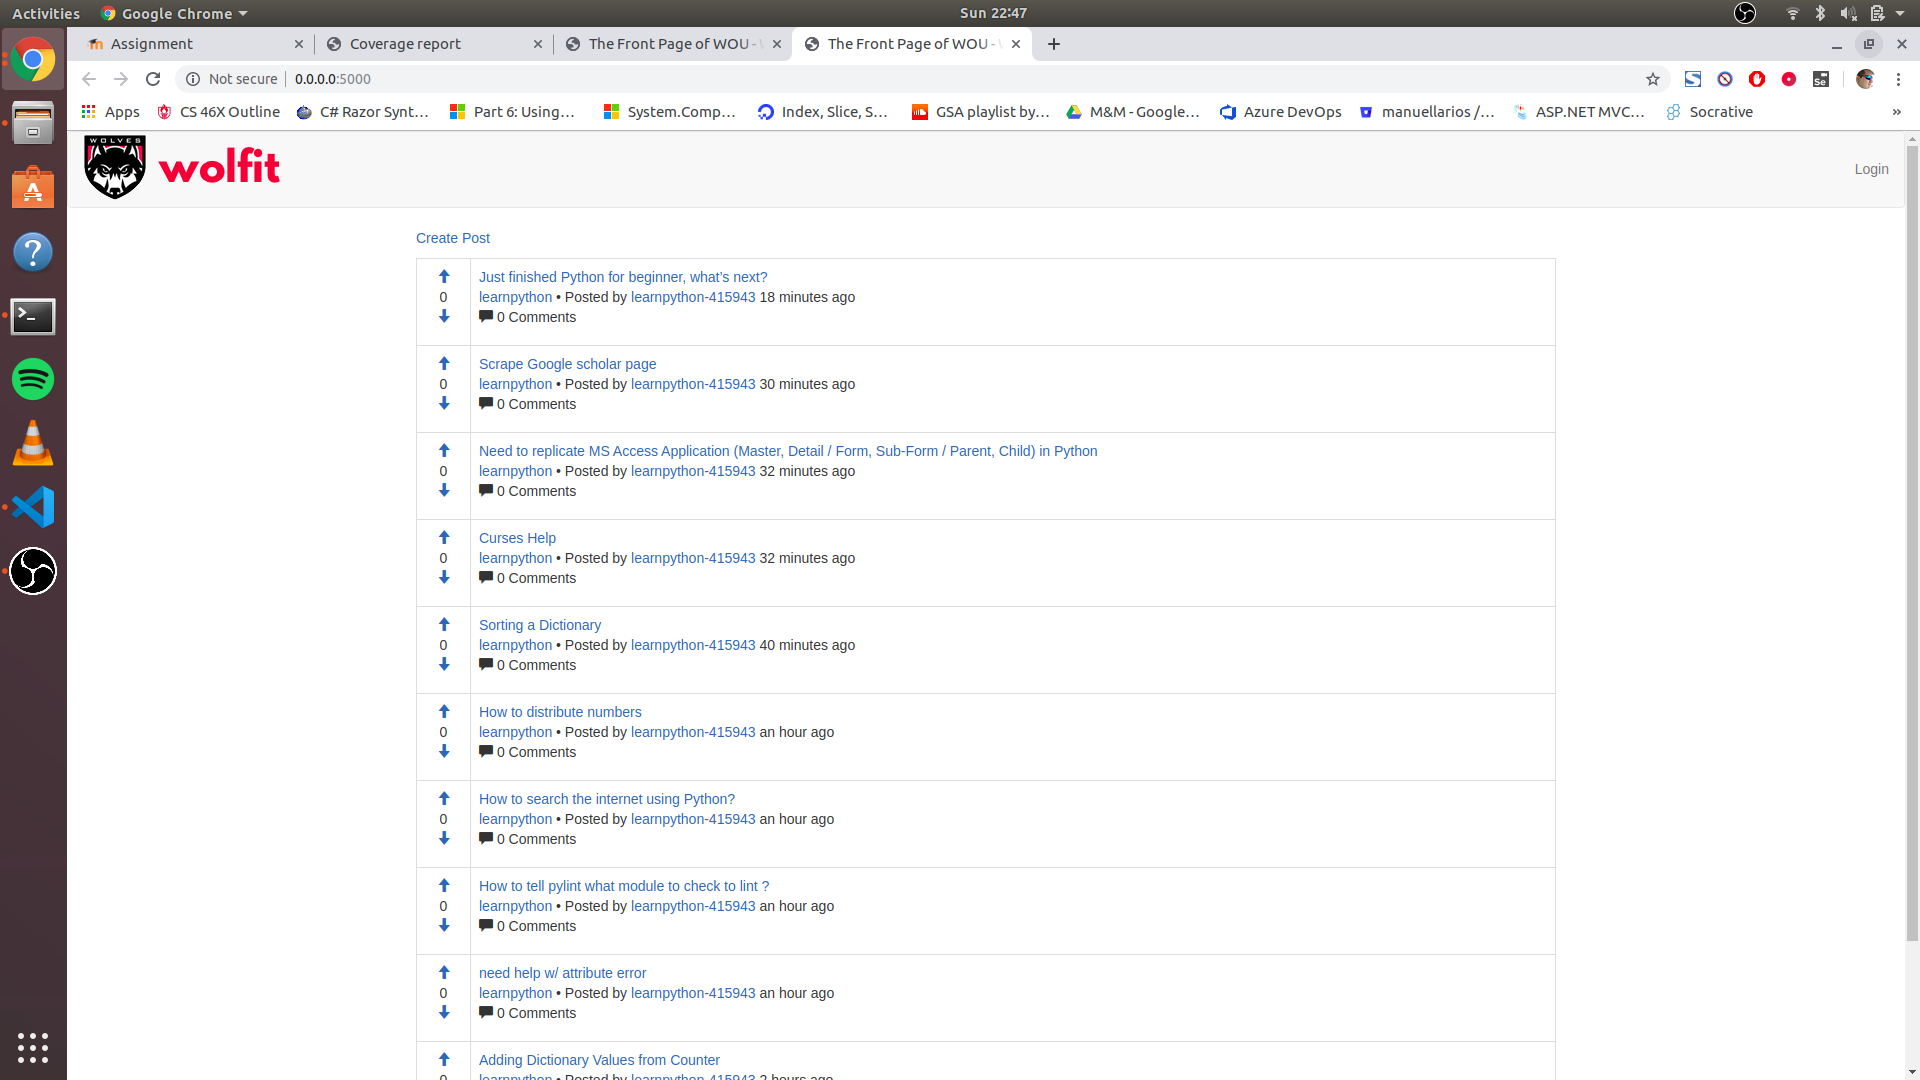 Activities
Google Chrome
Sun 22:47
Assignment
Coverage report
The Front Page of WOU -
The Front Page of WOU -
Not secure
0.0.0.0:5000
Apps
CS 46X Outline
C# Razor Synt...
Part 6: Using...
System.Comp...
Index, Slice, S...
GSA playlist by...
M&M - Google...
Azure DevOps
manuellarios /...
ASP.NET MVC...
Socrative
»
WOLVES
wolfit
Login
Create Post
Just finished Python for beginner, what's next?
0
learnpython • Posted by learnpython-415943 18 minutes ago
0 Comments
Scrape Google scholar page
0
learnpython • Posted by learnpython-415943 30 minutes ago
0 Comments
Need to replicate MS Access Application (Master, Detail / Form, Sub-Form / Parent, Child) in Python
0
learnpython • Posted by learnpython-415943 32 minutes ago
0 Comments
Curses Help
0
learnpython • Posted by learnpython-415943 32 minutes ago
0 Comments
Sorting a Dictionary
0
learnpython • Posted by learnpython-415943 40 minutes ago
0 Comments
How to distribute numbers
0
learnpython • Posted by learnpython-415943 an hour ago
0 Comments
How to search the internet using Python?
0
learnpython • Posted by learnpython-415943 an hour ago
0 Comments
How to tell pylint what module to check to lint ?
0
learnpython • Posted by learnpython-415943 an hour ago
0 Comments
need help w/ attribute error
0
learnpython • Posted by learnpython-415943 an hour ago
0 Comments
Adding Dictionary Values from Counter
0
learnpython • Posted by learnpython-415943 2 hours ago